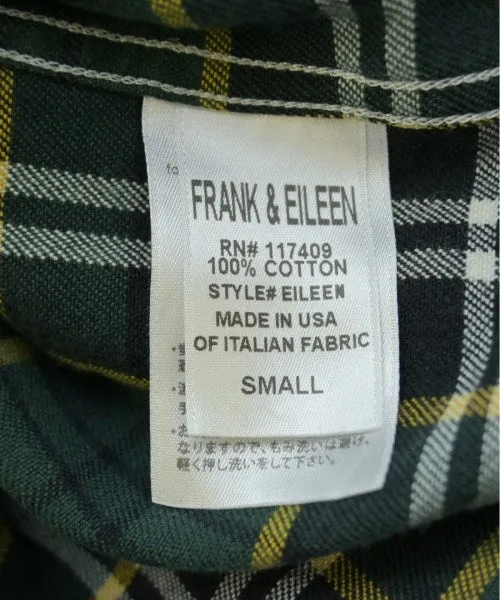 to
FRANK & EILEEN
RN# 117409
100% COTTON
STYLE# EILEEN
MADE IN USA
OF ITALIAN FABRIC
SMALL
・お
なりますので、もみ洗いは避け、
軽く押し洗いをして下さい。